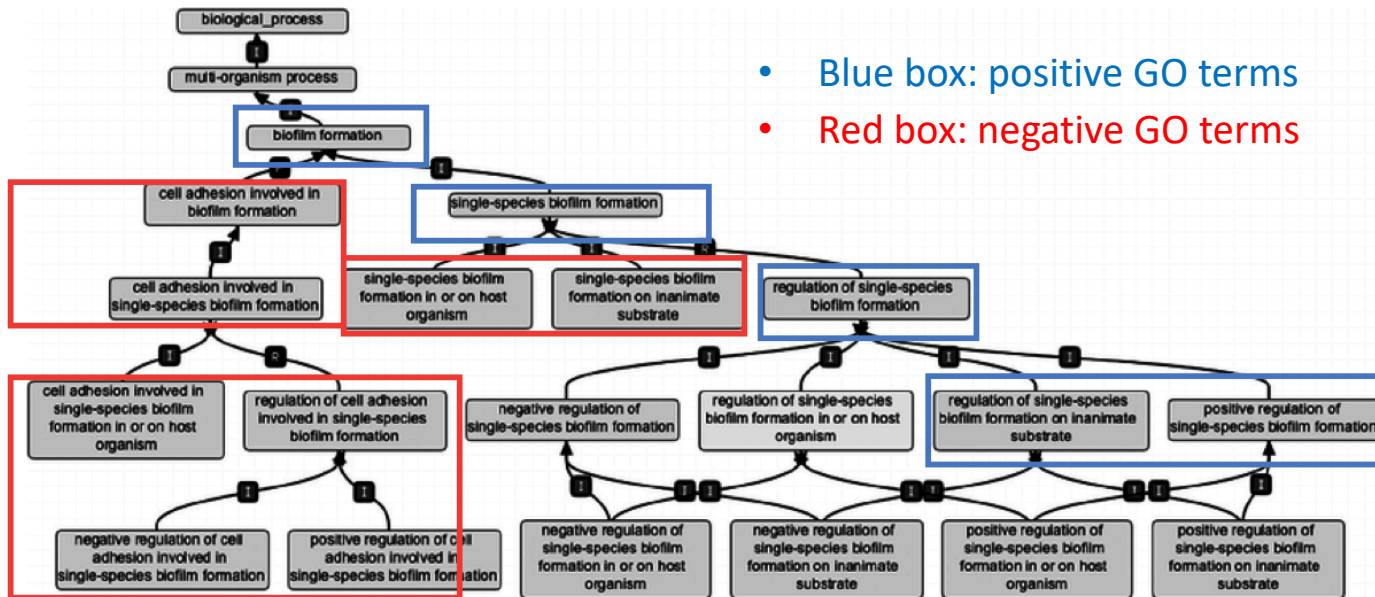 biological_process
I
multi-organism process
• Blue box: positive GO terms
• Red box: negative GO terms
I
biofilm formation
P
I
cell adhesion involved in
biofilm formation
single-species biofilm formation
I
I
I
R
cell adhesion involved in
single-species biofilm formation
single-species biofilm
formation in or on host
organism
single-species biofilm
formation on inanimate
substrate
regulation of single-species
biofilm formation
I
R
I
I
I
I
cell adhesion involved in
single-species biofilm
formation in or on host
organism
regulation of cell adhesion
involved in single-species
biofilm formation
negative regulation of
single-species biofilm formation
regulation of single-species
biofilm formation in or on host
organism
regulation of single-species
biofilm formation on inanimate
substrate
positive regulation of
single-species biofilm formation
I
I
I
I
I
I
I
I
I
I
negative regulation of cell
adhesion involved in
single-species biofilm formation
positive regulation of cell
adhesion involved in
single-species biofilm formation
negative regulation of
single-species biofilm
formation in or on host
organism
negative regulation of
single-species biofilm
formation on inanimate
substrate
positive regulation of
single-species biofilm
formation in or on host
organism
positive regulation of
single-species biofilm
formation on inanimate
substrate